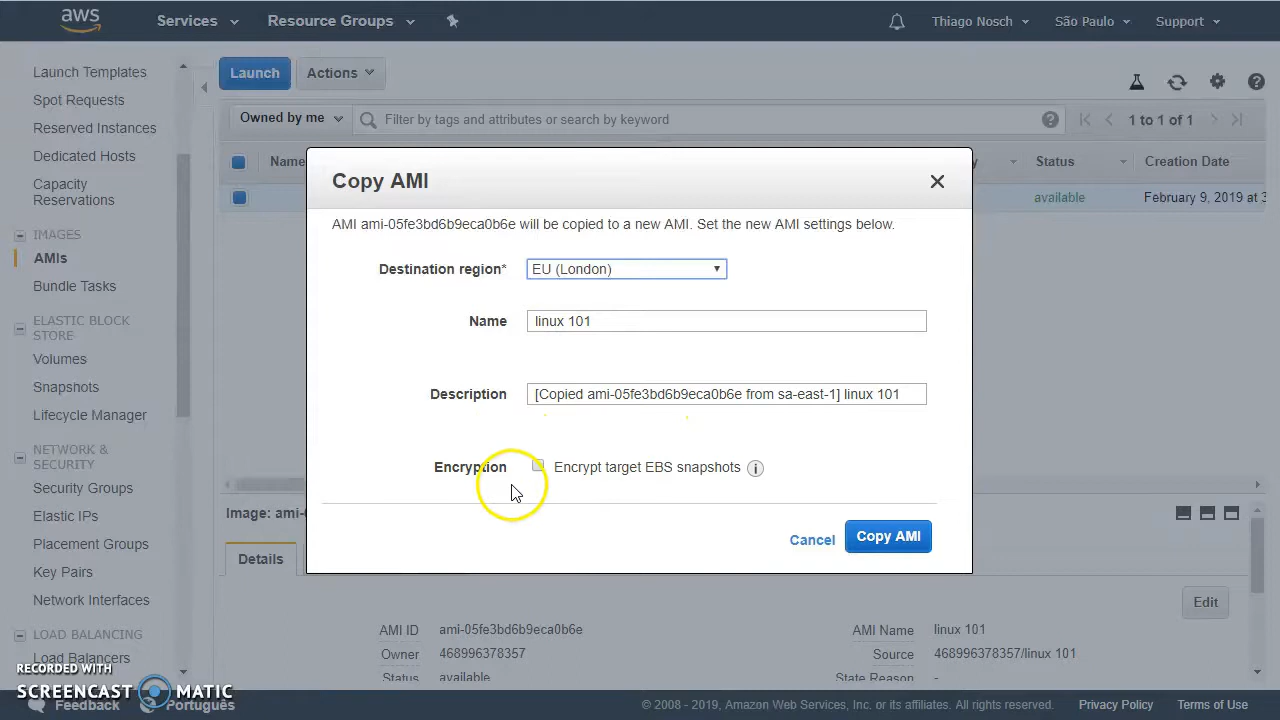 aws
Services
Resource Groups
Thiago Nosch
São Paulo
Support
Launch Templates
Spot Requests
Reserved Instances
Dedicated Hosts
Capacity
Reservations
IMAGES
AMIs
Bundle Tasks
ELASTIC BLOCK
STORE
Volumes
Snapshots
Lifecycle Manager
NETWORK &
SECURITY
Security Groups
Elastic IPs
Placement Groups
Key Pairs
Network Interfaces
LOAD BALANCING
Load Balancers
Launch
Actions
Owned by me
Filter by tags and attributes or search by keyword
1 to 1 of 1
Name
Status
Creation Date
available
February 9, 2019 at 3
Copy AMI
AMI ami-05fe3bd6b9eca0b6e will be copied to a new AMI. Set the new AMI settings below.
Destination region*
EU (London)
Name
linux 101
Description
[Copied ami-05fe3bd6b9eca0b6e from sa-east-1] linux 101
Encryption
Encrypt target EBS snapshots
Cancel
Copy AMI
Image: ami-
Details
Edit
AMI ID
ami-05fe3bd6b9eca0b6e
AMI Name
linux 101
Owner
468996378357
Source
468996378357/linux 101
Status
available
State Reason
-
RECORDED WITH
SCREENCAST MATIC
Feedback
Português
© 2008 - 2019, Amazon Web Services, Inc. or its affiliates. All rights reserved.
Privacy Policy
Terms of Use